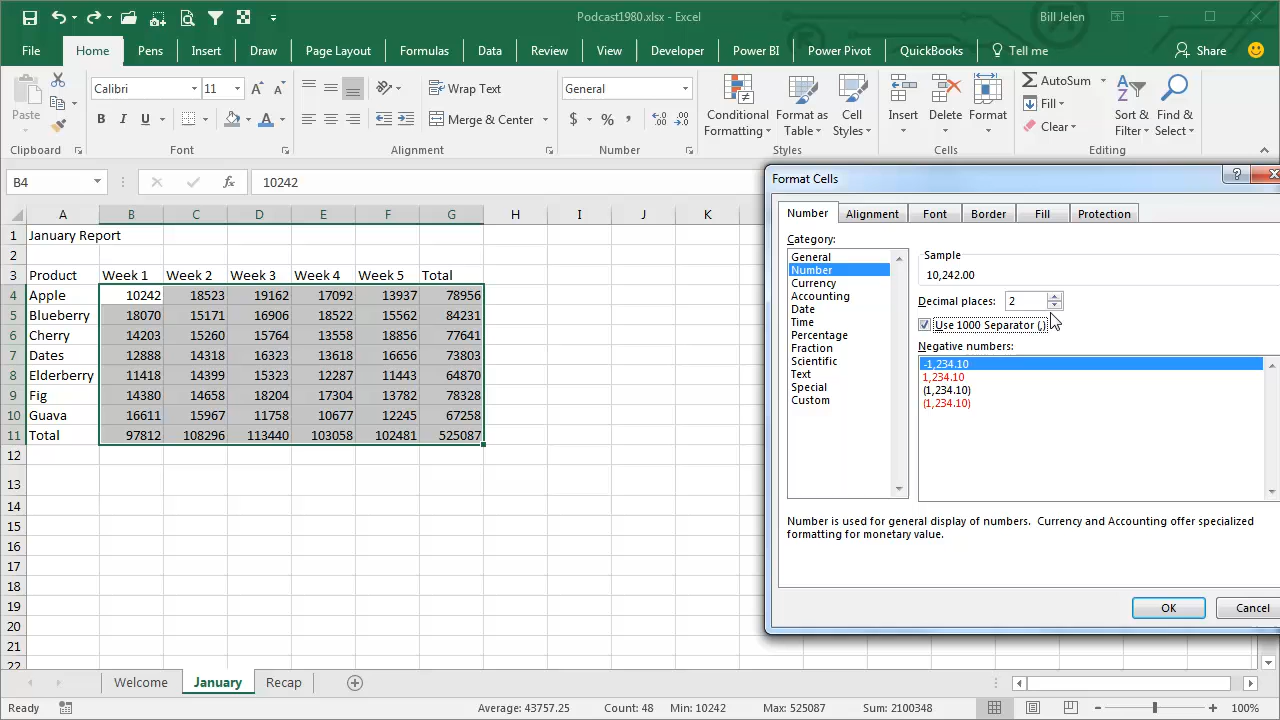 Podcast1980.xlsx - Excel
Bill Jelen
File Home Pens Insert Draw Page Layout Formulas Data Review View Developer Power BI Power Pivot QuickBooks Tell me Share
Paste
Calibri 11
B I U
Wrap Text
Merge & Center
General
$ % ,
Conditional Formatting
Format as Table
Cell Styles
Insert
Delete
Format
AutoSum
Fill
Clear
Sort & Filter
Find & Select
Clipboard Font Alignment Number Styles Cells Editing
B4 fx 10242
A B C D E F G H I J K
1 January Report
2
3 Product Week 1 Week 2 Week 3 Week 4 Week 5 Total
4 Apple 10242 18523 19162 17092 13937 78956
5 Blueberry 18070 15171 16906 18522 15562 84231
6 Cherry 14203 15260 15764 13558 18856 77641
7 Dates 12888 14318 16323 13618 16656 73803
8 Elderberry 11418 14399 15323 12287 11443 64870
9 Fig 14380 14658 18204 17304 13782 78328
10 Guava 16611 15967 11758 10677 12245 67258
11 Total 97812 108296 113440 103058 102481 525087
12
13
14
15
16
17
18
19
20
21
22
Format Cells
?
Number Alignment Font Border Fill Protection
Category:
General
Number
Currency
Accounting
Date
Time
Percentage
Fraction
Scientific
Text
Special
Custom
Sample
10,242.00
Decimal places: 2
Use 1000 Separator (,)
Negative numbers:
-1,234.10
1,234.10
(1,234.10)
(1,234.10)
Number is used for general display of numbers. Currency and Accounting offer specialized
formatting for monetary value.
OK Cancel
Welcome January Recap
Ready Average: 43757.25 Count: 48 Min: 10242 Max: 525087 Sum: 2100348 100%